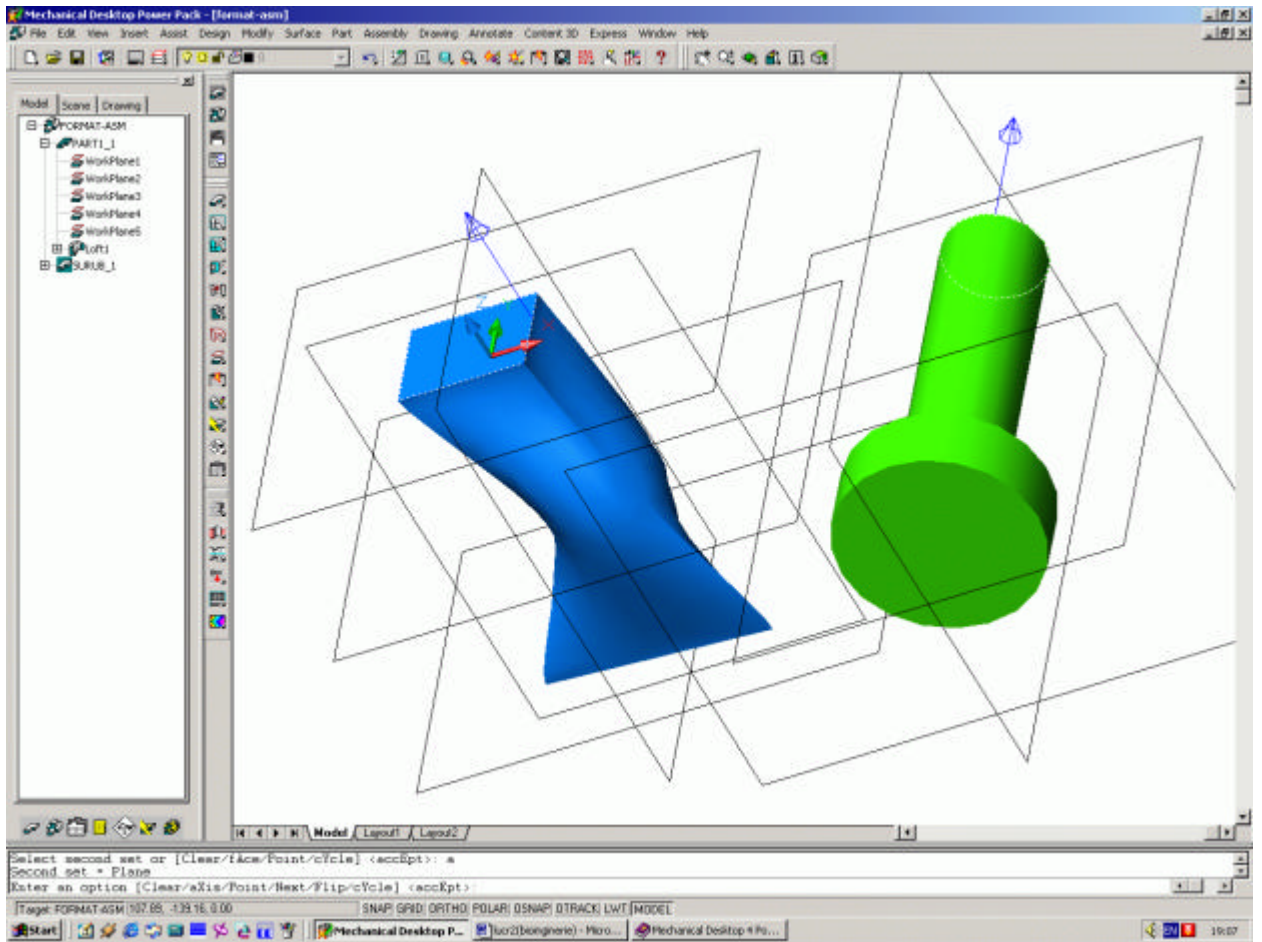 Mechanical Desktop Power Pack - [format-asm]
File Edit View Insert Assist Design Modify Surface Part Assembly Drawing Annotate Content 3D Express Window Help
Model Scene Drawing
FORMAT-ASM
PART1_1
WorkPlane1
WorkPlane2
WorkPlane3
WorkPlane4
WorkPlane5
Loft1
SURUB_1
Z
X
Model Layout1 Layout2
Select second set or [Clear/fAce/Point/cYcle] <accEpt>: a
Second set = Plane
Enter an option [Clear/aXis/Point/Next/Flip/cYcle] <accEpt>:
Target: FORMAT-ASM 107.89, -139.16, 0.00 SNAP GRID ORTHO POLAR OSNAP OTRACK LWT MODEL
Start Mechanical Desktop P... lucr2(bioinginerie) - Micro... Mechanical Desktop 4 Po... EN 19:07